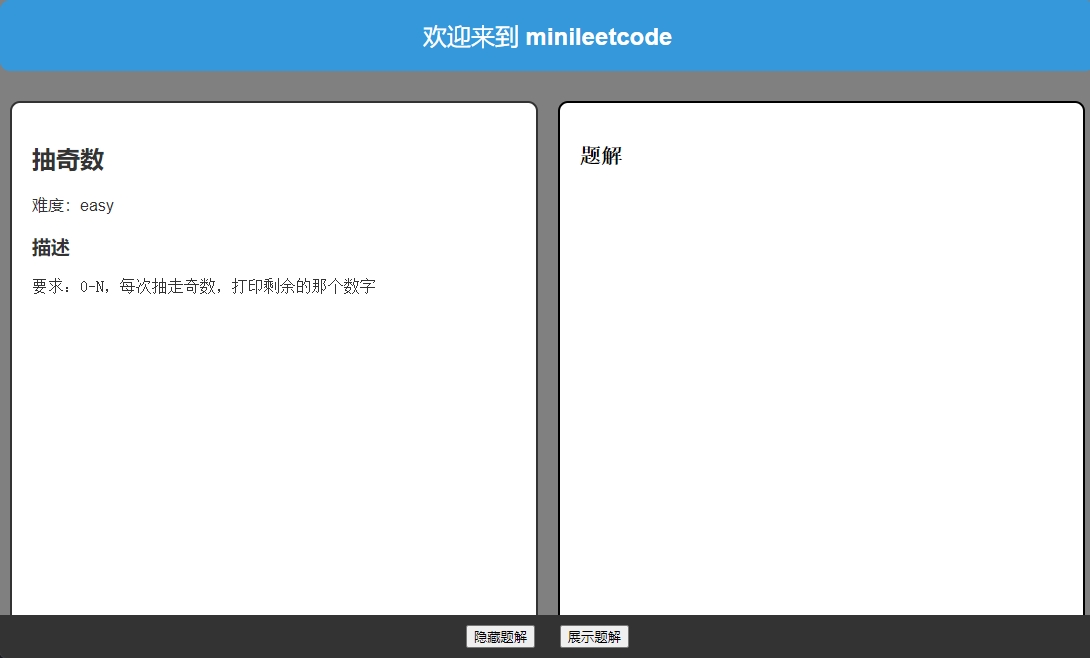 欢迎来到 minileetcode
抽奇数
难度：easy
描述
要求：0-N，每次抽走奇数，打印剩余的那个数字
题解
隐藏题解
展示题解